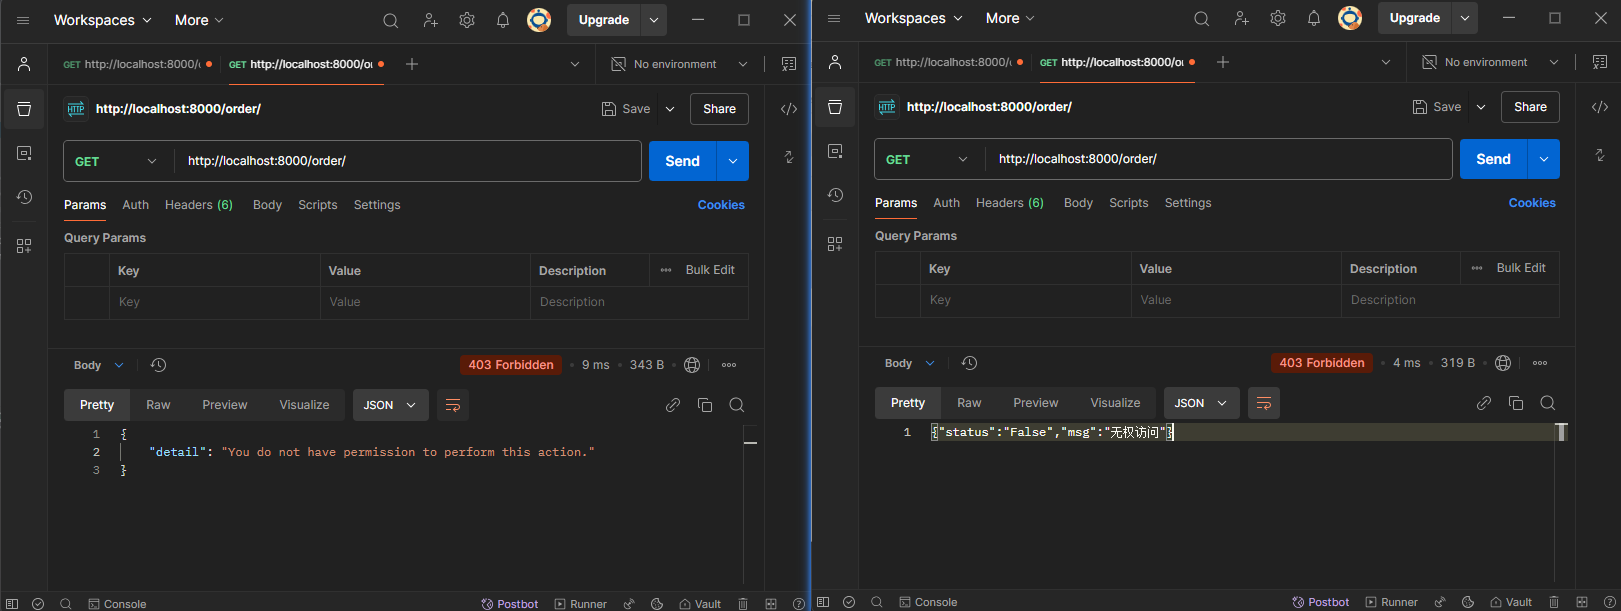 Workspaces More Upgrade
GET http://localhost:8000/ GET http://localhost:8000/o No environment
HTTP http://localhost:8000/order/ Save Share
GET http://localhost:8000/order/ Send
Params Auth Headers (6) Body Scripts Settings Cookies
Query Params
Key Value Description Bulk Edit
Key Value Description
Body 403 Forbidden 9 ms 343 B
Pretty Raw Preview Visualize JSON
1 {
2 "detail": "You do not have permission to perform this action."
3 }
Console Postbot Runner Vault
Workspaces More Upgrade
GET http://localhost:8000/ GET http://localhost:8000/o No environment
HTTP http://localhost:8000/order/ Save Share
GET http://localhost:8000/order/ Send
Params Auth Headers (6) Body Scripts Settings Cookies
Query Params
Key Value Description Bulk Edit
Key Value Description
Body 403 Forbidden 4 ms 319 B
Pretty Raw Preview Visualize JSON
1 {"status":"False","msg":"无权访问"}
Console Postbot Runner Vault